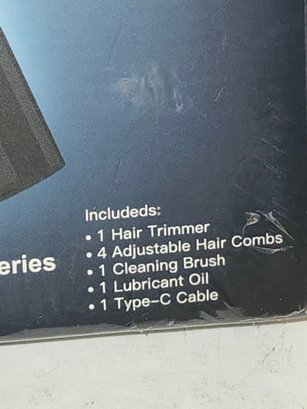 Includeds:
• 1 Hair Trimmer
• 4 Adjustable Hair Combs
eries
• 1 Cleaning Brush
• 1 Lubricant Oil
• 1 Type-C Cable